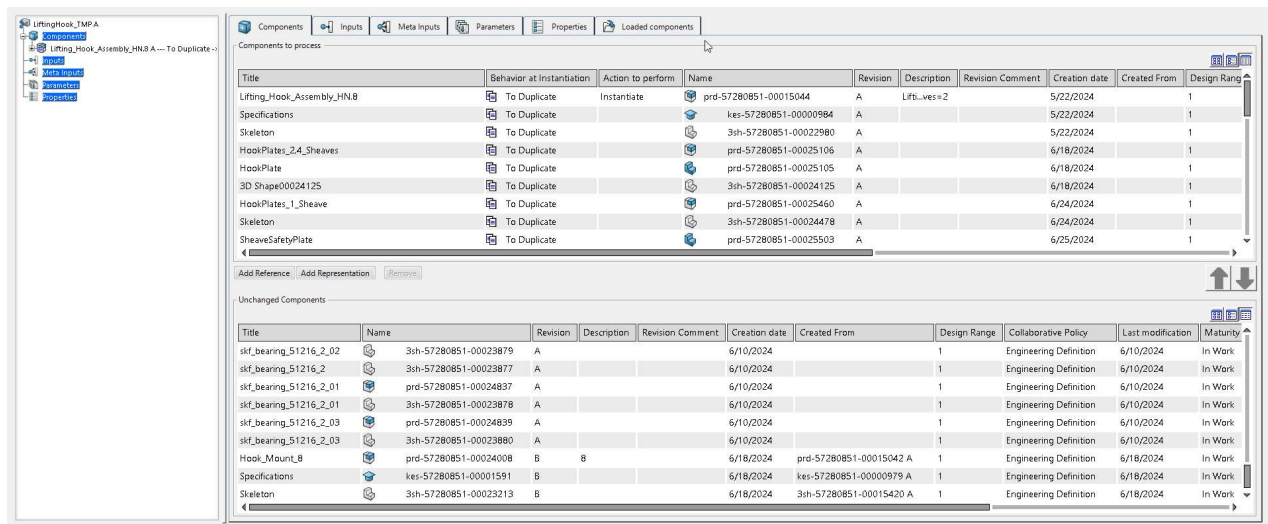 LiftingHook_TMP A
Components
Lifting_Hook_Assembly_HN.8 A --- To Duplicate ->
Inputs
Meta Inputs
Parameters
Properties
Components Inputs Meta Inputs Parameters Properties Loaded components
Components to process
Title Behavior at Instantiation Action to perform Name Revision Description Revision Comment Creation date Created From Design Rang
Lifting_Hook_Assembly_HN.8 To Duplicate Instantiate prd-57280851-00015044 A Lifti...ves=2 5/22/2024 1
Specifications To Duplicate kes-57280851-00000984 A 5/22/2024 1
Skeleton To Duplicate 3sh-57280851-00022980 A 5/22/2024 1
HookPlates_2,4_Sheaves To Duplicate prd-57280851-00025106 A 6/18/2024 1
HookPlate To Duplicate prd-57280851-00025105 A 6/18/2024 1
3D Shape00024125 To Duplicate 3sh-57280851-00024125 A 6/18/2024 1
HookPlates_1_Sheave To Duplicate prd-57280851-00025460 A 6/24/2024 1
Skeleton To Duplicate 3sh-57280851-00024478 A 6/24/2024 1
SheaveSafetyPlate To Duplicate prd-57280851-00025503 A 6/25/2024 1
Add Reference Add Representation Remove
Unchanged Components
Title Name Revision Description Revision Comment Creation date Created From Design Range Collaborative Policy Last modification Maturity
skf_bearing_51216_2_02 3sh-57280851-00023879 A 6/10/2024 1 Engineering Definition 6/10/2024 In Work
skf_bearing_51216_2 3sh-57280851-00023877 A 6/10/2024 1 Engineering Definition 6/10/2024 In Work
skf_bearing_51216_2_01 prd-57280851-00024837 A 6/10/2024 1 Engineering Definition 6/10/2024 In Work
skf_bearing_51216_2_01 3sh-57280851-00023878 A 6/10/2024 1 Engineering Definition 6/10/2024 In Work
skf_bearing_51216_2_03 prd-57280851-00024839 A 6/10/2024 1 Engineering Definition 6/10/2024 In Work
skf_bearing_51216_2_03 3sh-57280851-00023880 A 6/10/2024 1 Engineering Definition 6/10/2024 In Work
Hook_Mount_8 prd-57280851-00024008 B 8 6/18/2024 prd-57280851-00015042 A 1 Engineering Definition 6/18/2024 In Work
Specifications kes-57280851-00001591 B 6/18/2024 kes-57280851-00000979 A 1 Engineering Definition 6/18/2024 In Work
Skeleton 3sh-57280851-00023213 B 6/18/2024 3sh-57280851-00015420 A 1 Engineering Definition 6/18/2024 In Work